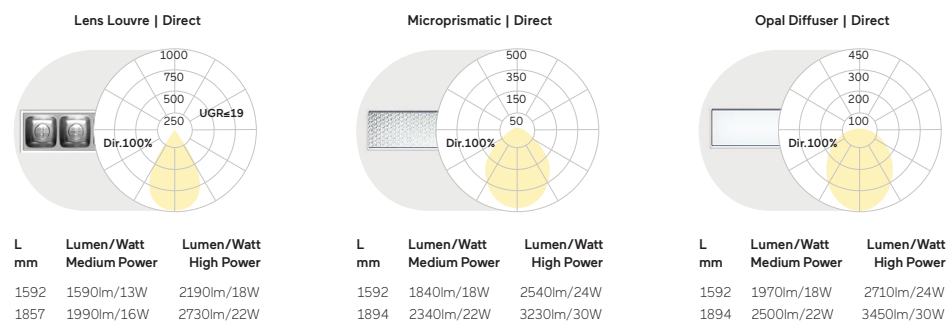 Lens Louvre | Direct
1000
750
500
250
UGR≤19
Dir.100%
L Lumen/Watt Lumen/Watt
mm Medium Power High Power
1592 1590lm/13W 2190lm/18W
1857 1990lm/16W 2730lm/22W
Microprismatic | Direct
500
350
150
50
Dir.100%
L Lumen/Watt Lumen/Watt
mm Medium Power High Power
1592 1840lm/18W 2540lm/24W
1894 2340lm/22W 3230lm/30W
Opal Diffuser | Direct
450
300
200
100
Dir.100%
L Lumen/Watt Lumen/Watt
mm Medium Power High Power
1592 1970lm/18W 2710lm/24W
1894 2500lm/22W 3450lm/30W